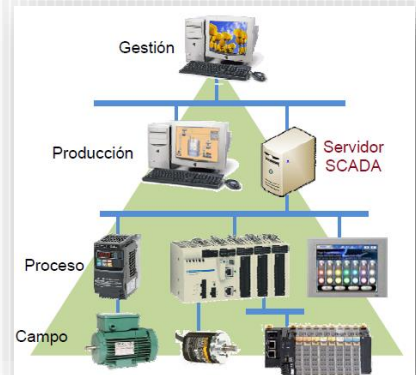 Gestión
Producción
Servidor
SCADA
Proceso
Campo